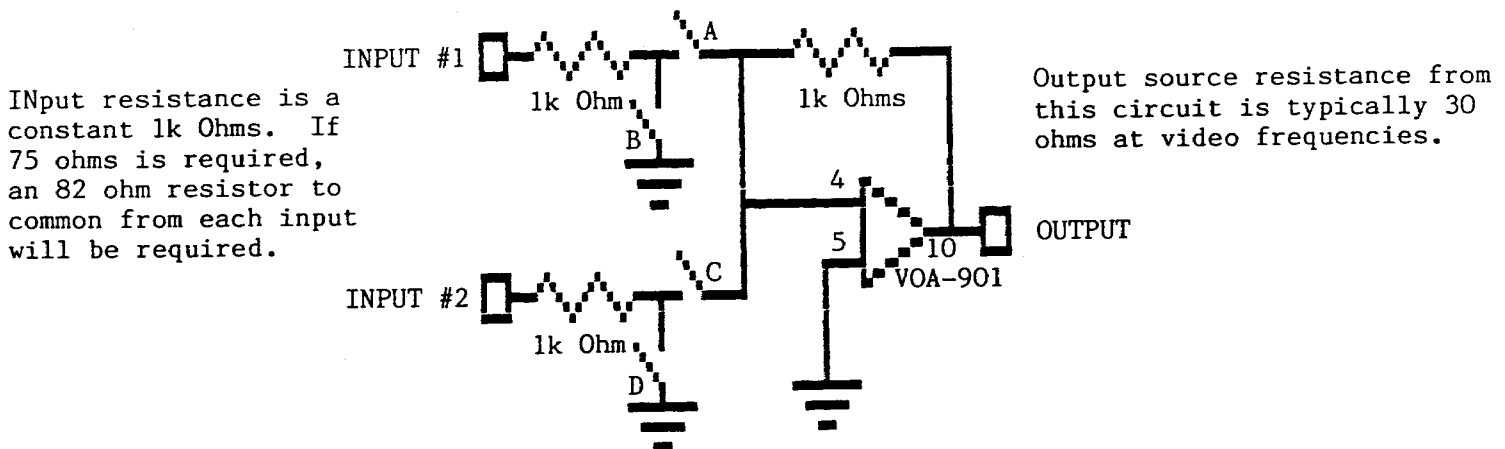 INPUT #1
A
1k Ohm
1k Ohms
B
INput resistance is a
constant 1k Ohms. If
75 ohms is required,
an 82 ohm resistor to
common from each input
will be required.
Output source resistance from
this circuit is typically 30
ohms at video frequencies.
4
5
10
VOA-901
OUTPUT
INPUT #2
C
1k Ohm
D